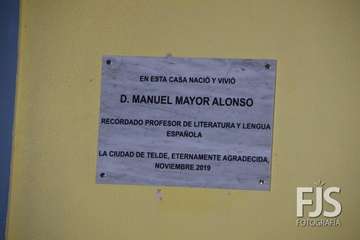 EN ESTA CASA NACIÓ Y VIVIÓ
D. MANUEL MAYOR ALONSO
RECORDADO PROFESOR DE LITERATURA Y LENGUA
ESPAÑOLA
LA CIUDAD DE TELDE, ETERNAMENTE AGRADECIDA,
NOVIEMBRE 2019
FJS
FOTOGRAFÍA